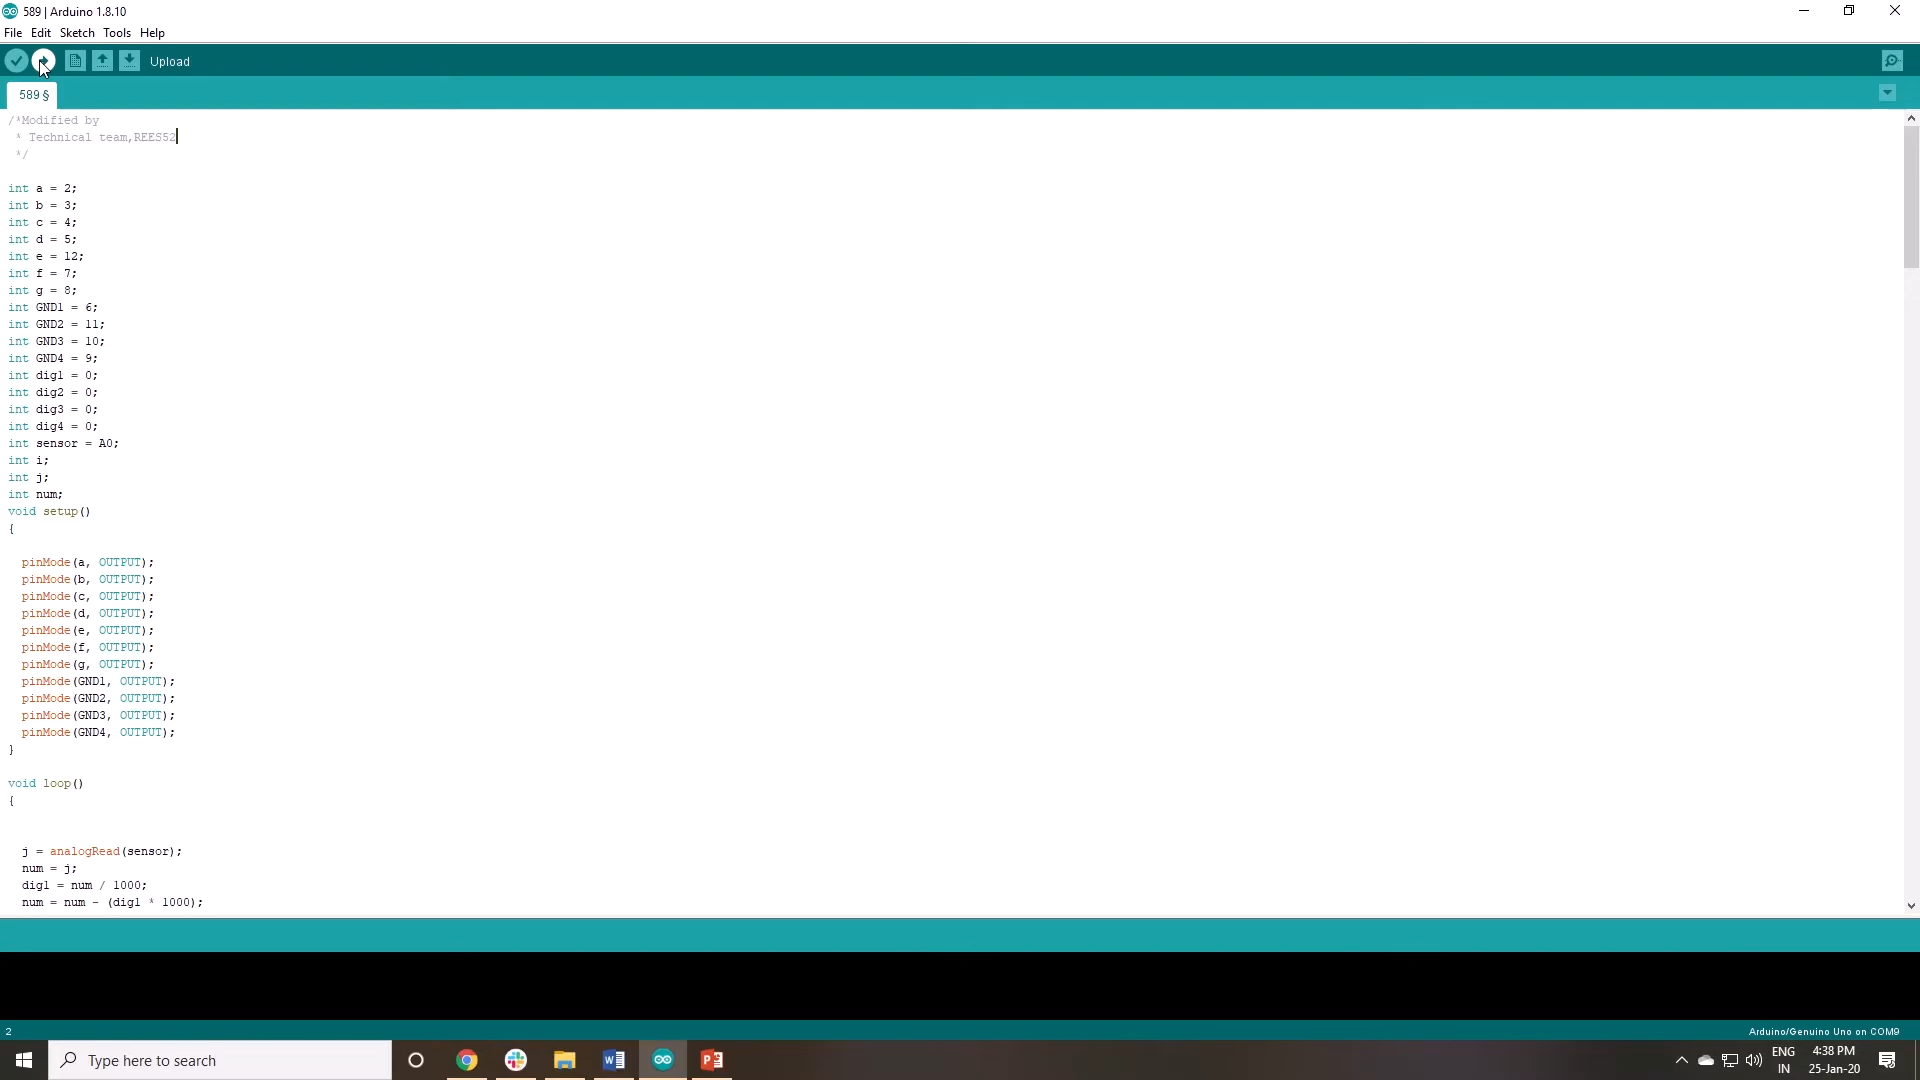 589 | Arduino 1.8.10
File Edit Sketch Tools Help
Upload
589 §
/*Modified by
* Technical team,REES52
*/
int a = 2;
int b = 3;
int c = 4;
int d = 5;
int e = 12;
int f = 7;
int g = 8;
int GND1 = 6;
int GND2 = 11;
int GND3 = 10;
int GND4 = 9;
int dig1 = 0;
int dig2 = 0;
int dig3 = 0;
int dig4 = 0;
int sensor = A0;
int i;
int j;
int num;
void setup()
{
pinMode(a, OUTPUT);
pinMode(b, OUTPUT);
pinMode(c, OUTPUT);
pinMode(d, OUTPUT);
pinMode(e, OUTPUT);
pinMode(f, OUTPUT);
pinMode(g, OUTPUT);
pinMode(GND1, OUTPUT);
pinMode(GND2, OUTPUT);
pinMode(GND3, OUTPUT);
pinMode(GND4, OUTPUT);
}
void loop()
{
j = analogRead(sensor);
num = j;
dig1 = num / 1000;
num = num - (dig1 * 1000);
2 Arduino/Genuino Uno on COM9
Type here to search
ENG 4:38 PM
IN 25-Jan-20